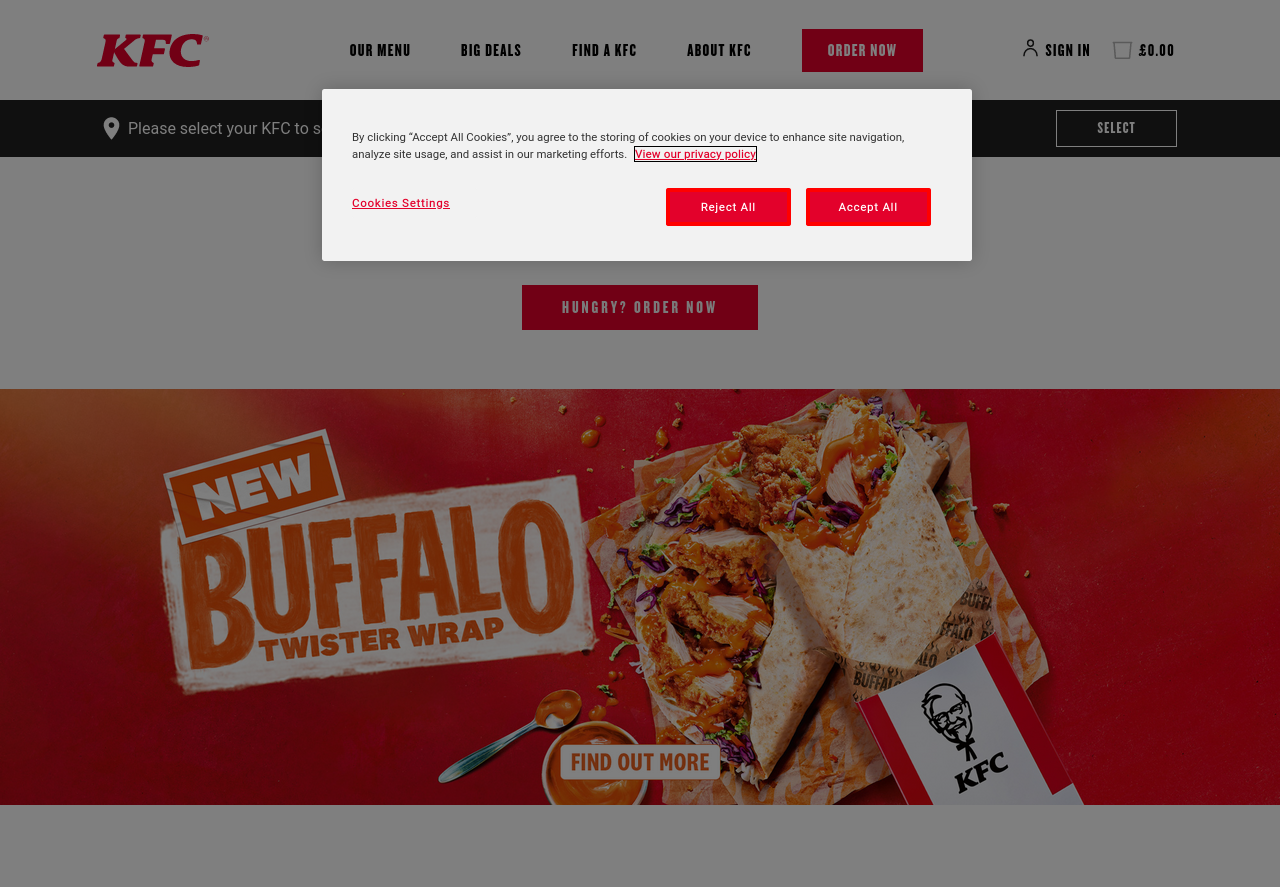 KFC
OUR MENU
BIG DEALS
FIND A KFC
ABOUT KFC
ORDER NOW
SIGN IN
£0.00
Please select your KFC to s
SELECT
By clicking “Accept All Cookies”, you agree to the storing of cookies on your device to enhance site navigation,
analyze site usage, and assist in our marketing efforts. View our privacy policy
Cookies Settings
Reject All
Accept All
HUNGRY? ORDER NOW
NEW
BUFFALO
TWISTER WRAP
BUFFA
BUFFALO
FIND OUT MORE
KFC